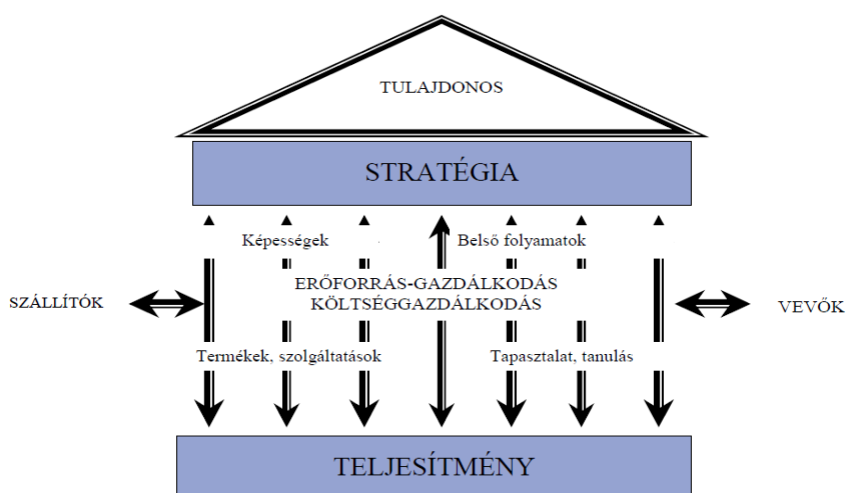 TULAJDONOS
STRATÉGIA
Képességek
Belső folyamatok
ERŐFORRÁS-GAZDÁLKODÁS
KÖLTSÉGGAZDÁLKODÁS
SZÁLLÍTÓK
VEVŐK
Termékek, szolgáltatások
Tapasztalat, tanulás
TELJESÍTMÉNY